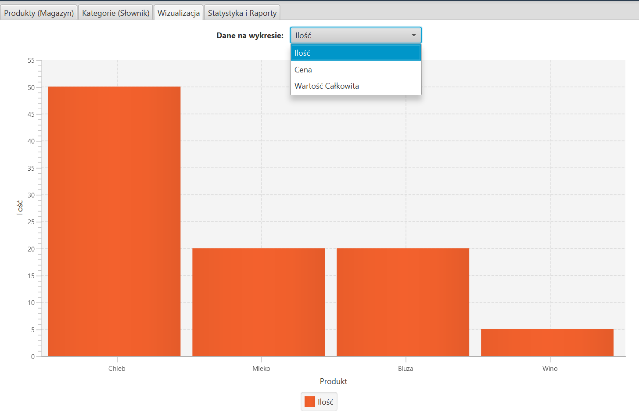 Produkty (Magazyn) Kategorie (Słownik) Wizualizacja Statystyka i Raporty
Dane na wykresie: Ilość
Ilość
Cena
Wartość Całkowita
55
50
45
40
35
30
25
20
15
10
5
0
Ilość
Chleb Mleko Bluza Wino
Produkt
Ilość